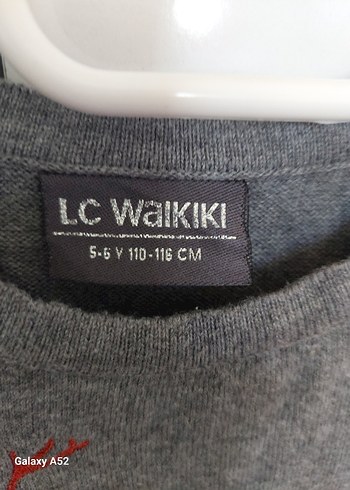 LC WaIKIKI
5-6 Y 110-116 CM
Galaxy A52